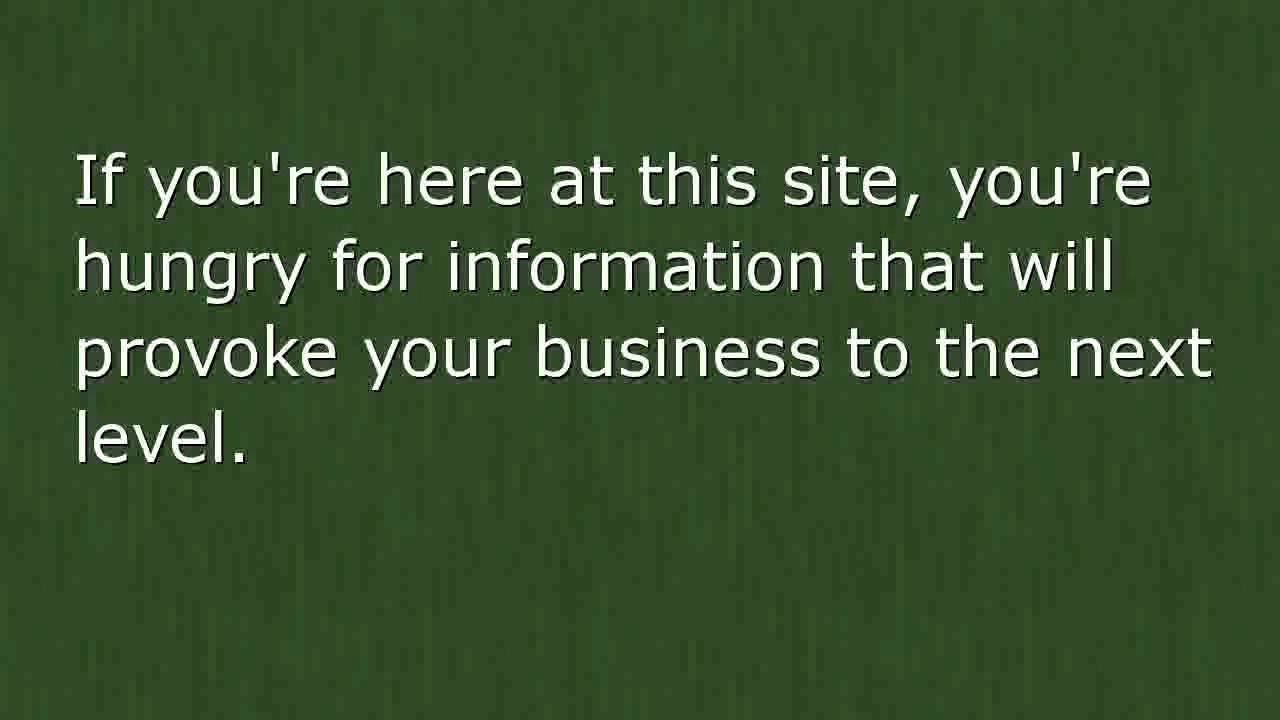 If you're here at this site, you're
hungry for information that will
provoke your business to the next
level.